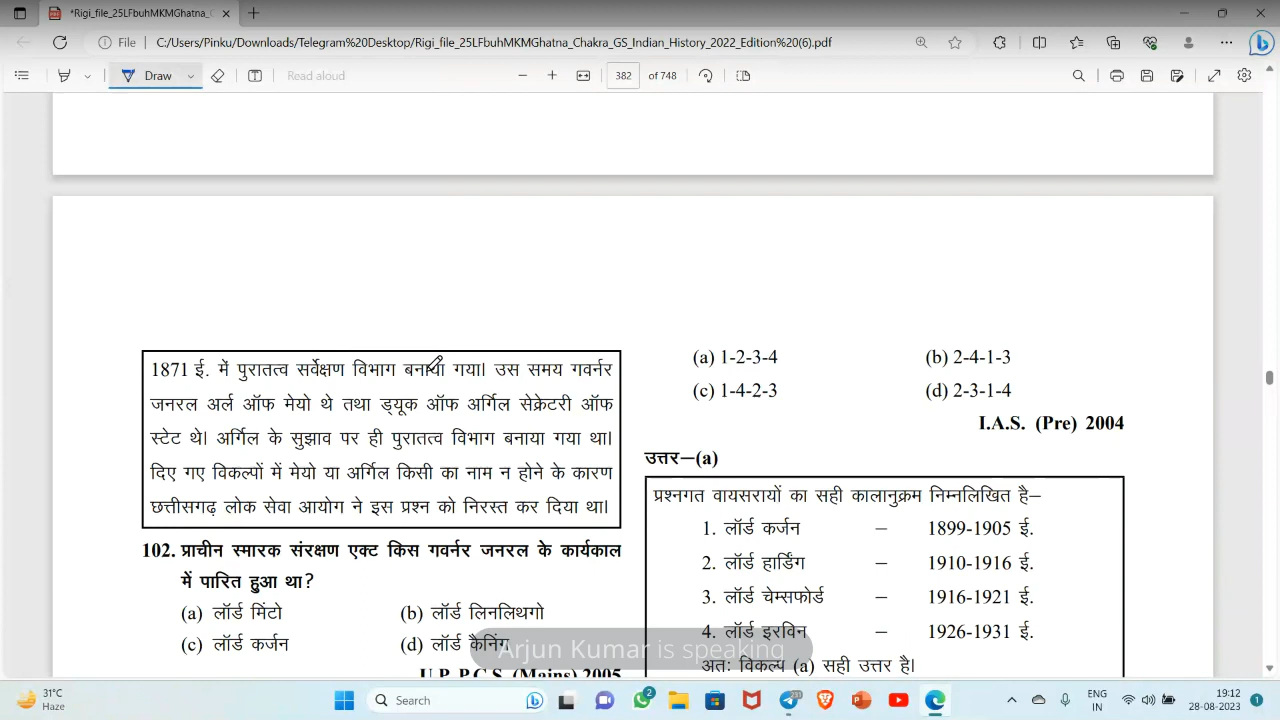 *Rigi_file_25LFbuhMKMGhatna_(
File
C:/Users/Pinku/Downloads/Telegram%20Desktop/Rigi_file_25LFbuhMKMGhatna_Chakra_GS_Indian_History_2022_Edition%20(6).pdf
Draw
Read aloud
382 of 748
1871 ई. में पुरातत्व सर्वेक्षण विभाग बनाया गया। उस समय गवर्नर
जनरल अर्ल ऑफ मेयो थे तथा ड्यूक ऑफ अर्गिल सेक्रेटरी ऑफ
स्टेट थे। अर्गिल के सुझाव पर ही पुरातत्व विभाग बनाया गया था।
दिए गए विकल्पों में मेयो या अर्गिल किसी का नाम न होने के कारण
छत्तीसगढ़ लोक सेवा आयोग ने इस प्रश्न को निरस्त कर दिया था।
102. प्राचीन स्मारक संरक्षण एक्ट किस गवर्नर जनरल के कार्यकाल
में पारित हुआ था?
(a) लॉर्ड मिंटो (b) लॉर्ड लिनलिथगो
(c) लॉर्ड कर्जन (d) लॉर्ड कैनिंग
U.P. P.C.S. (Mains) 2005
(a) 1-2-3-4 (b) 2-4-1-3
(c) 1-4-2-3 (d) 2-3-1-4
I.A.S. (Pre) 2004
उत्तर–(a)
प्रश्नगत वायसरायों का सही कालानुक्रम निम्नलिखित है–
1. लॉर्ड कर्जन – 1899-1905 ई.
2. लॉर्ड हार्डिंग – 1910-1916 ई.
3. लॉर्ड चेम्सफोर्ड – 1916-1921 ई.
4. लॉर्ड इरविन – 1926-1931 ई.
अतः विकल्प (a) सही उत्तर है।
Arjun Kumar is speaking
31°C
Haze
Search
2
231
ENG
IN
19:12
28-08-2023
1